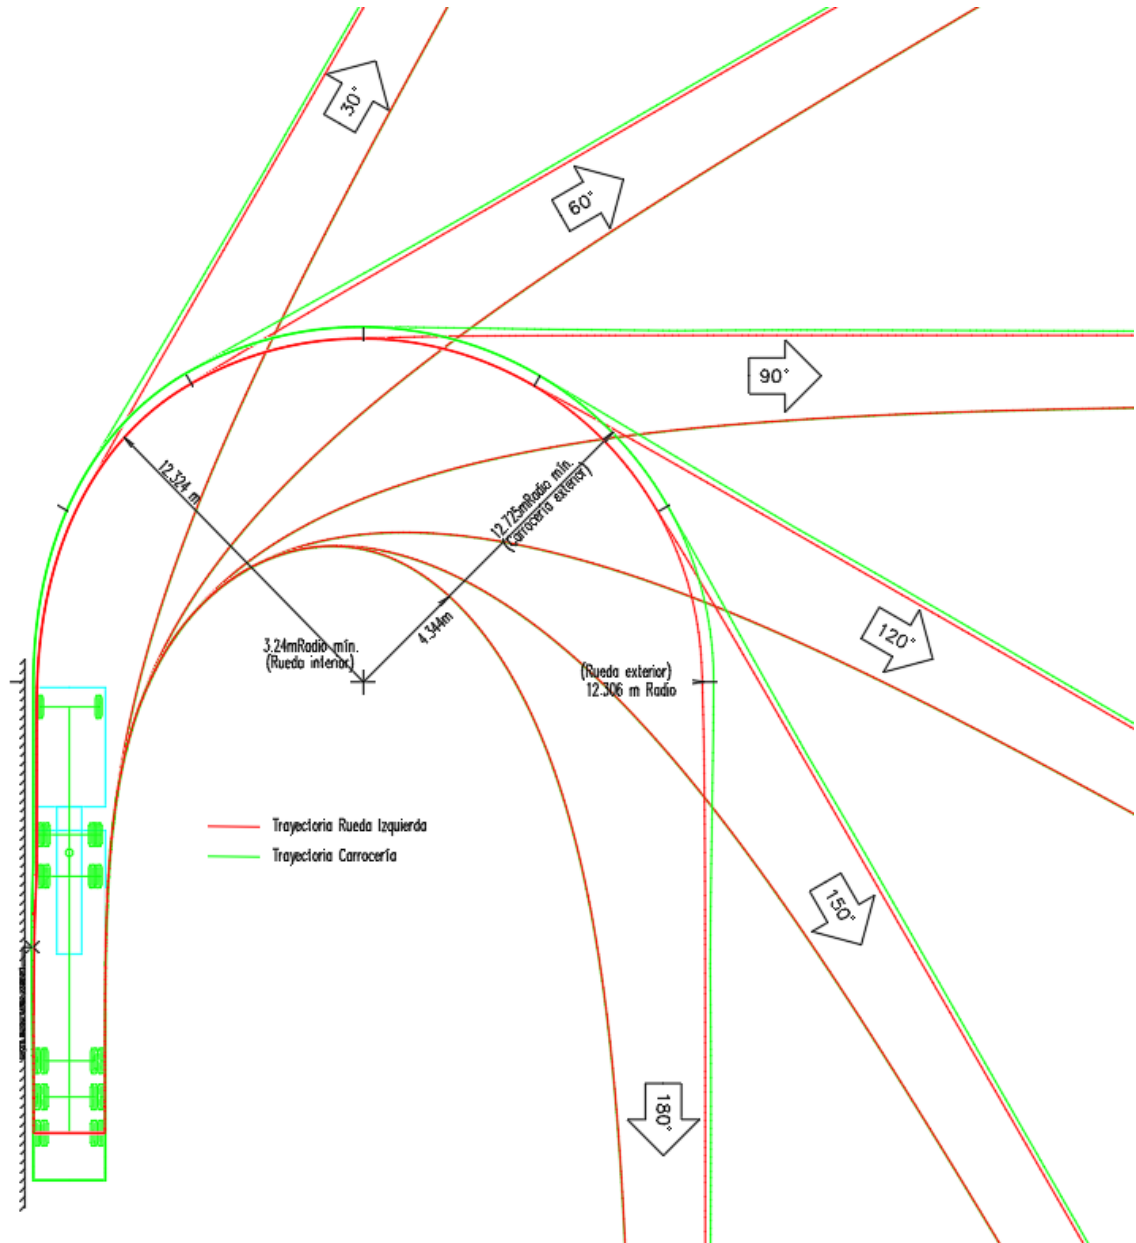 30°
60°
90°
12.324 m
12.725mRadio mín.
(Carrocería exterior)
4.344m
3.24mRadio mín.
(Rueda interior)
(Rueda exterior)
12.306 m Radio
120°
Trayectoria Rueda Izquierda
Trayectoria Carrocería
150°
180°